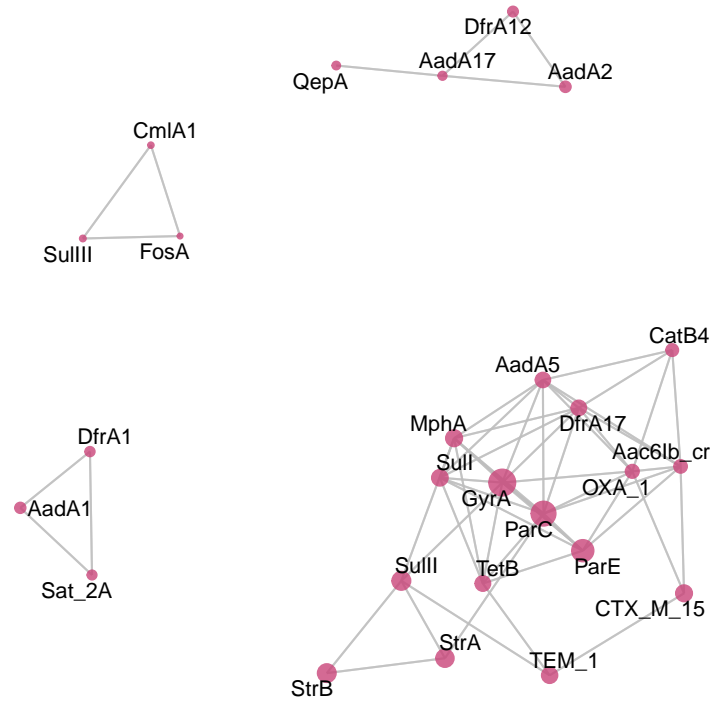 DfrA12
AadA17
QepA
AadA2
CmlA1
SulIII
FosA
CatB4
AadA5
DfrA17
MphA
DfrA1
Aac6Ib_cr
SulI
OXA_1
GyrA
AadA1
ParC
SulII
TetB
ParE
Sat_2A
CTX_M_15
StrA
TEM_1
StrB